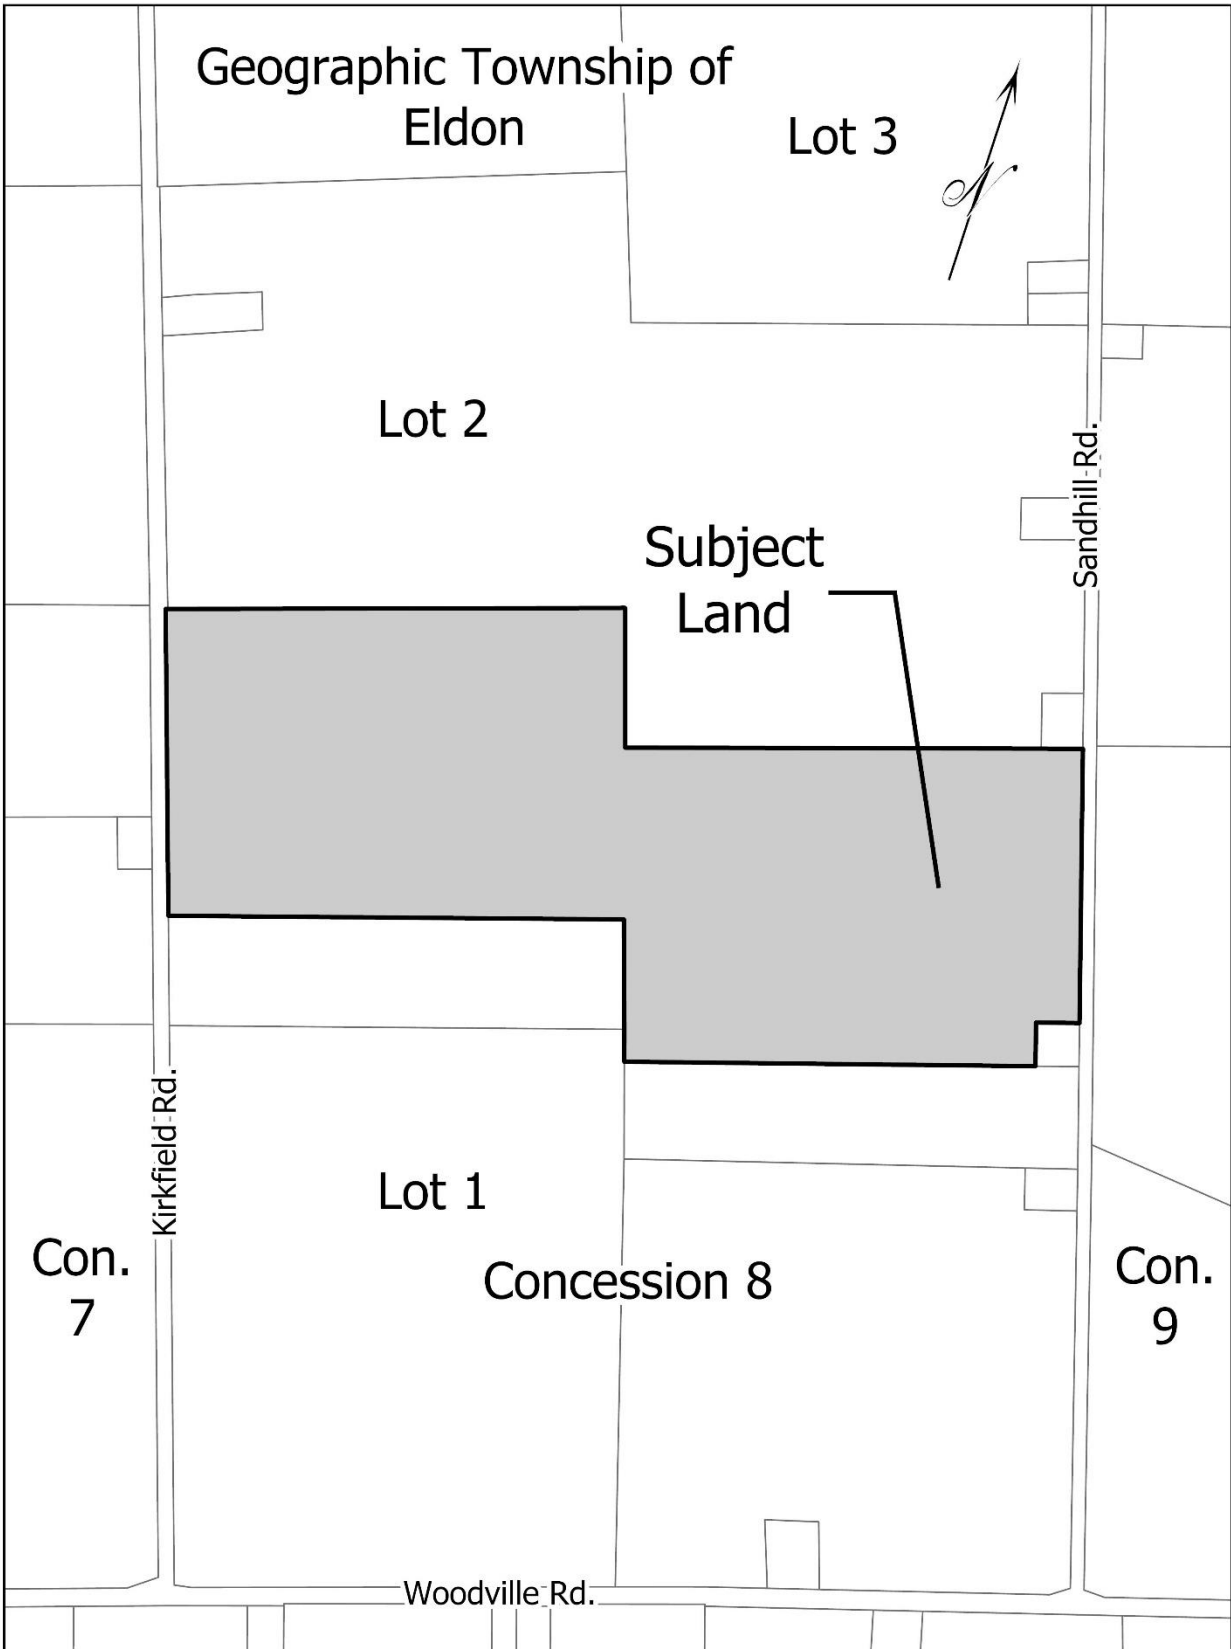 Geographic Township of
Eldon
Lot 3
N
Lot 2
Sandhill Rd.
Subject
Land
Kirkfield Rd.
Lot 1
Con.
7
Concession 8
Con.
9
Woodville Rd.